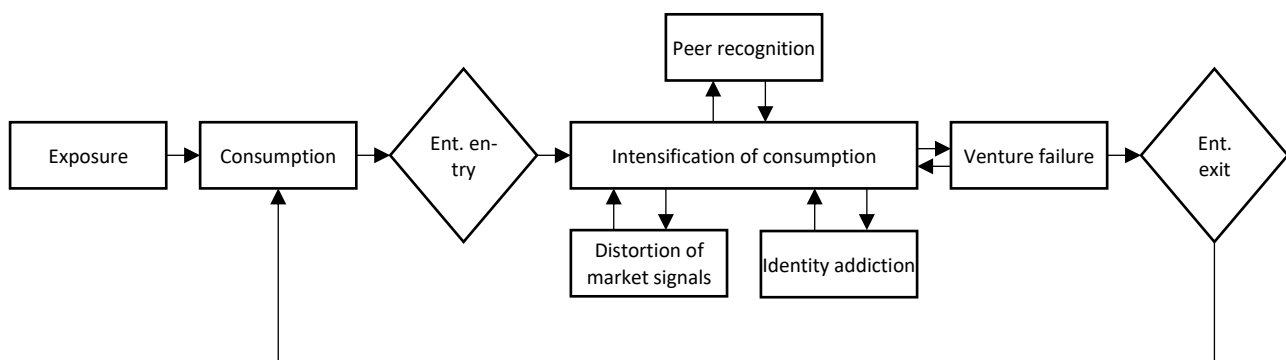 Peer recognition
Exposure
Consumption
Ent. en-
try
Intensification of consumption
Venture failure
Ent.
exit
Distortion of
market signals
Identity addiction